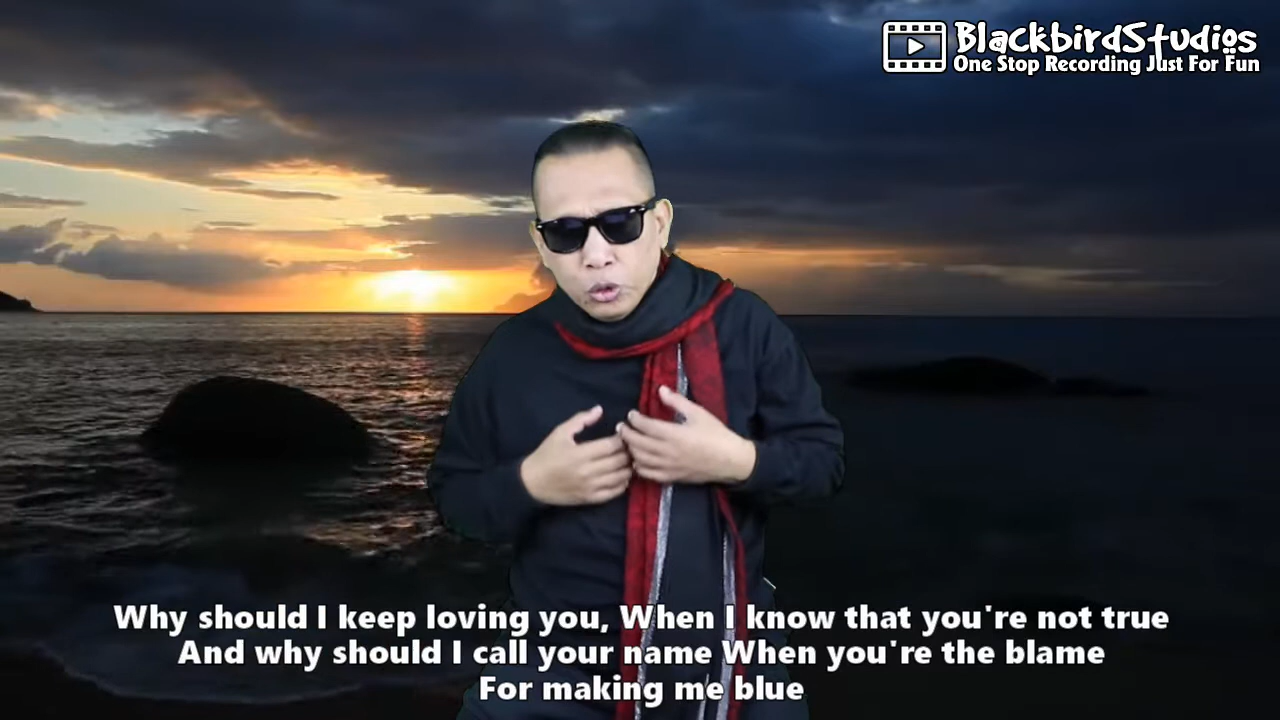 BlackbirdStudios
One Stop Recording Just For Fun
Why should I keep loving you, When I know that you're not true
And why should I call your name When you're the blame
For making me blue